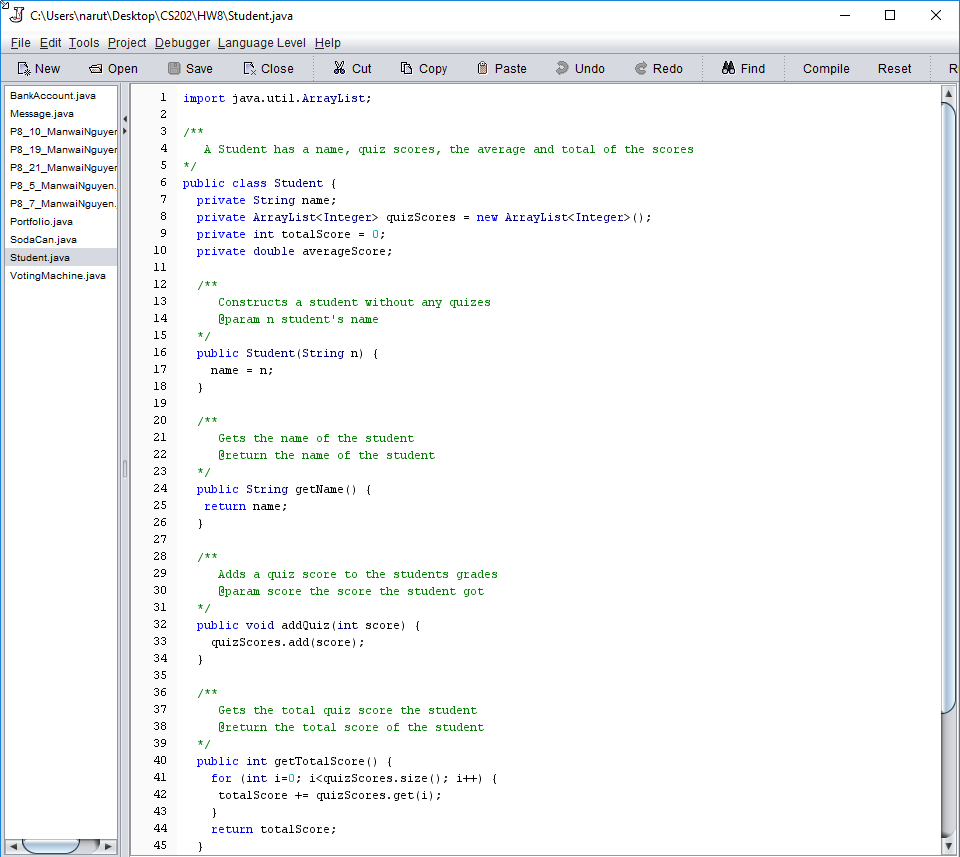 C:\Users\narut\Desktop\CS202\HW8\Student.java
File Edit Tools Project Debugger Language Level Help
New Open Save Close Cut Copy Paste Undo Redo Find Compile Reset R
BankAccount.java
Message.java
P8_10_ManwaiNguyen
P8_19_ManwaiNguyen
P8_21_ManwaiNguyen
P8_5_ManwaiNguyen.
P8_7_ManwaiNguyen.
Portfolio.java
SodaCan.java
Student.java
VotingMachine.java
1 import java.util.ArrayList;
2
3 /**
4 A Student has a name, quiz scores, the average and total of the scores
5 */
6 public class Student {
7 private String name;
8 private ArrayList<Integer> quizScores = new ArrayList<Integer>();
9 private int totalScore = 0;
10 private double averageScore;
11
12 /**
13 Constructs a student without any quizes
14 @param n student's name
15 */
16 public Student(String n) {
17 name = n;
18 }
19
20 /**
21 Gets the name of the student
22 @return the name of the student
23 */
24 public String getName() {
25 return name;
26 }
27
28 /**
29 Adds a quiz score to the students grades
30 @param score the score the student got
31 */
32 public void addQuiz(int score) {
33 quizScores.add(score);
34 }
35
36 /**
37 Gets the total quiz score the student
38 @return the total score of the student
39 */
40 public int getTotalScore() {
41 for (int i=0; i<quizScores.size(); i++) {
42 totalScore += quizScores.get(i);
43 }
44 return totalScore;
45 }